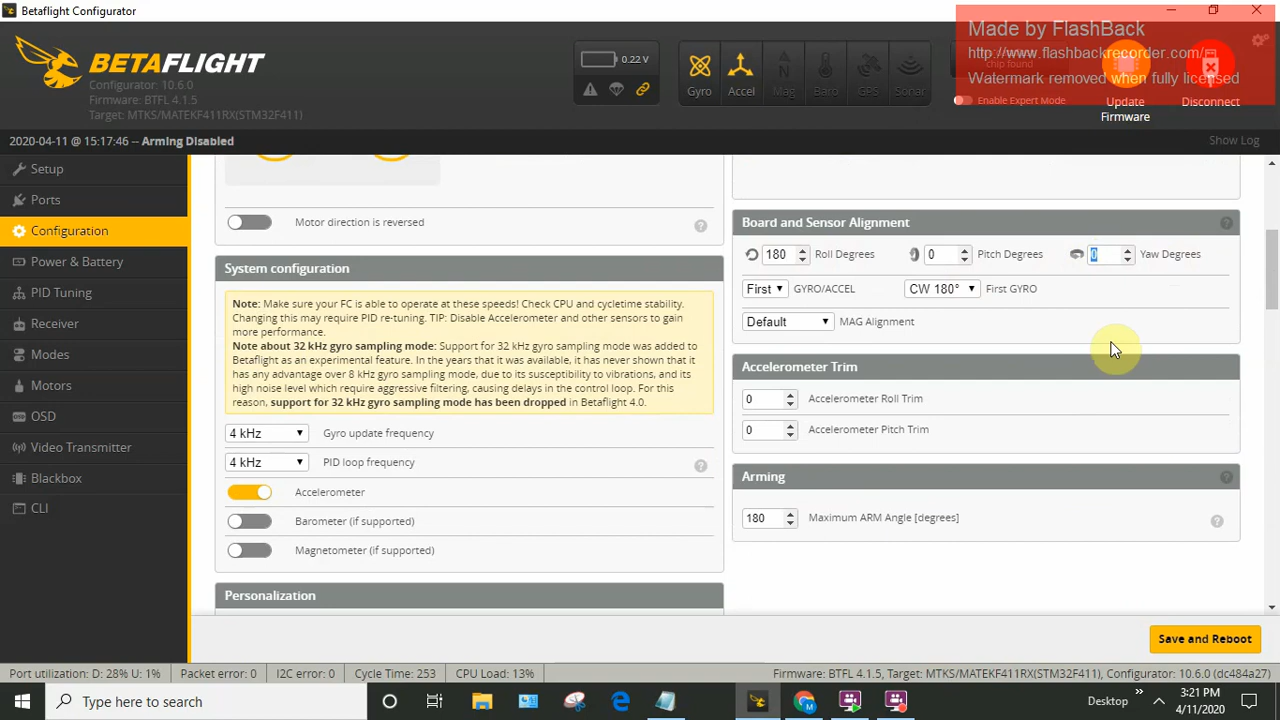 Betaflight Configurator
Made by FlashBack
http://www.flashbackrecorder.com/
Watermark removed when fully licensed
BETAFLIGHT
Configurator: 10.6.0
Firmware: BTFL 4.1.5
Target: MTKS/MATEKF411RX(STM32F411)
0.22 V
Gyro
Accel
Mag
Baro
GPS
Sonar
chip found
Enable Expert Mode
Update Firmware
Disconnect
2020-04-11 @ 15:17:46 -- Arming Disabled
Show Log
Setup
Ports
Configuration
Power & Battery
PID Tuning
Receiver
Modes
Motors
OSD
Video Transmitter
Blackbox
CLI
Motor direction is reversed
System configuration
Note: Make sure your FC is able to operate at these speeds! Check CPU and cycletime stability.
Changing this may require PID re-tuning. TIP: Disable Accelerometer and other sensors to gain
more performance.
Note about 32 kHz gyro sampling mode: Support for 32 kHz gyro sampling mode was added to
Betaflight as an experimental feature. In the years that it was available, it has never shown that it
has any advantage over 8 kHz gyro sampling mode, due to its susceptibility to vibrations, and its
high noise level which require aggressive filtering, causing delays in the control loop. For this
reason, support for 32 kHz gyro sampling mode has been dropped in Betaflight 4.0.
4 kHz Gyro update frequency
4 kHz PID loop frequency
Accelerometer
Barometer (if supported)
Magnetometer (if supported)
Personalization
Board and Sensor Alignment
180 Roll Degrees 0 Pitch Degrees 0 Yaw Degrees
First GYRO/ACCEL CW 180° First GYRO
Default MAG Alignment
Accelerometer Trim
0 Accelerometer Roll Trim
0 Accelerometer Pitch Trim
Arming
180 Maximum ARM Angle [degrees]
Save and Reboot
Port utilization: D: 28% U: 1% Packet error: 0 I2C error: 0 Cycle Time: 253 CPU Load: 13% Firmware: BTFL 4.1.5, Target: MTKS/MATEKF411RX(STM32F411), Configurator: 10.6.0 (dc484a27)
Type here to search
Desktop
3:21 PM
4/11/2020